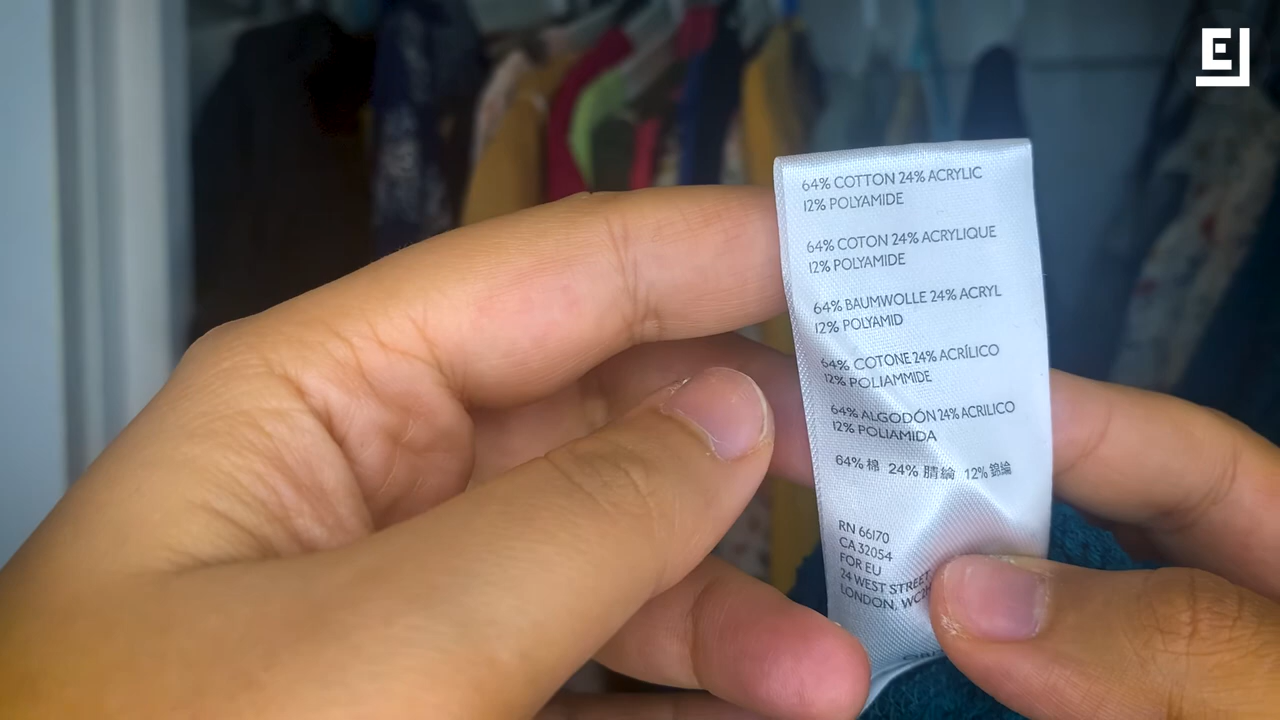 EJ
64% COTTON 24% ACRYLIC
12% POLYAMIDE
64% COTON 24% ACRYLIQUE
12% POLYAMIDE
64% BAUMWOLLE 24% ACRYL
12% POLYAMID
64% COTONE 24% ACRÍLICO
12% POLIAMMIDE
64% ALGODÓN 24% ACRILICO
12% POLIAMIDA
64% 棉 24% 腈綸 12% 錦綸
RN 66170
CA 32054
FOR EU
24 WEST STREET
LONDON,